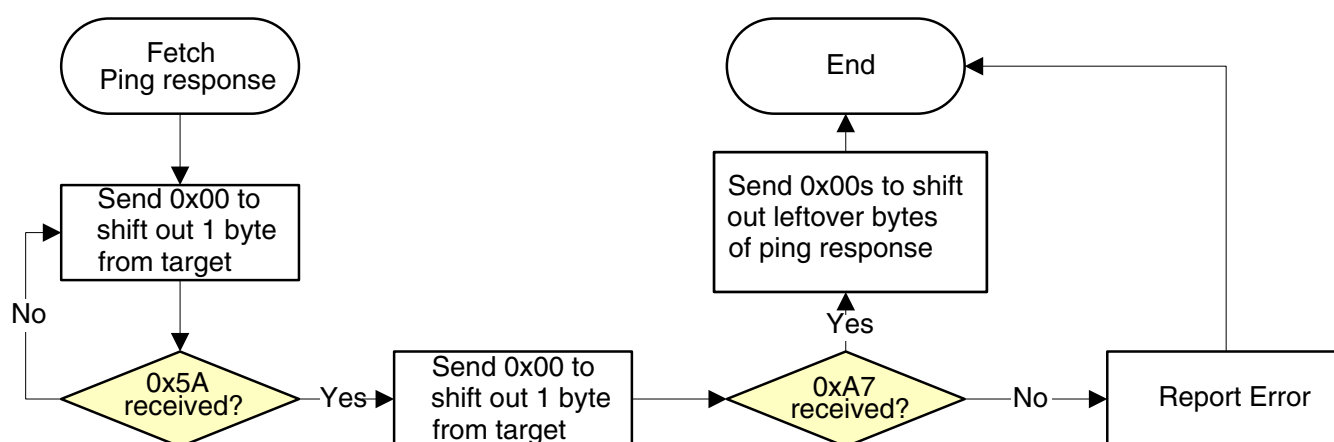 Fetch
Ping response
Send 0x00 to
shift out 1 byte
from target
No
0x5A
received?
Yes
Send 0x00 to
shift out 1 byte
from target
0xA7
received?
Yes
Send 0x00s to shift
out leftover bytes
of ping response
End
No
Report Error